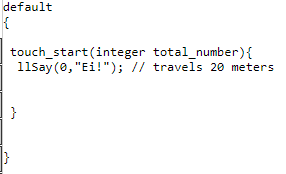 default
{
touch_start(integer total_number){
llSay(0,"Ei!"); // travels 20 meters
}
}